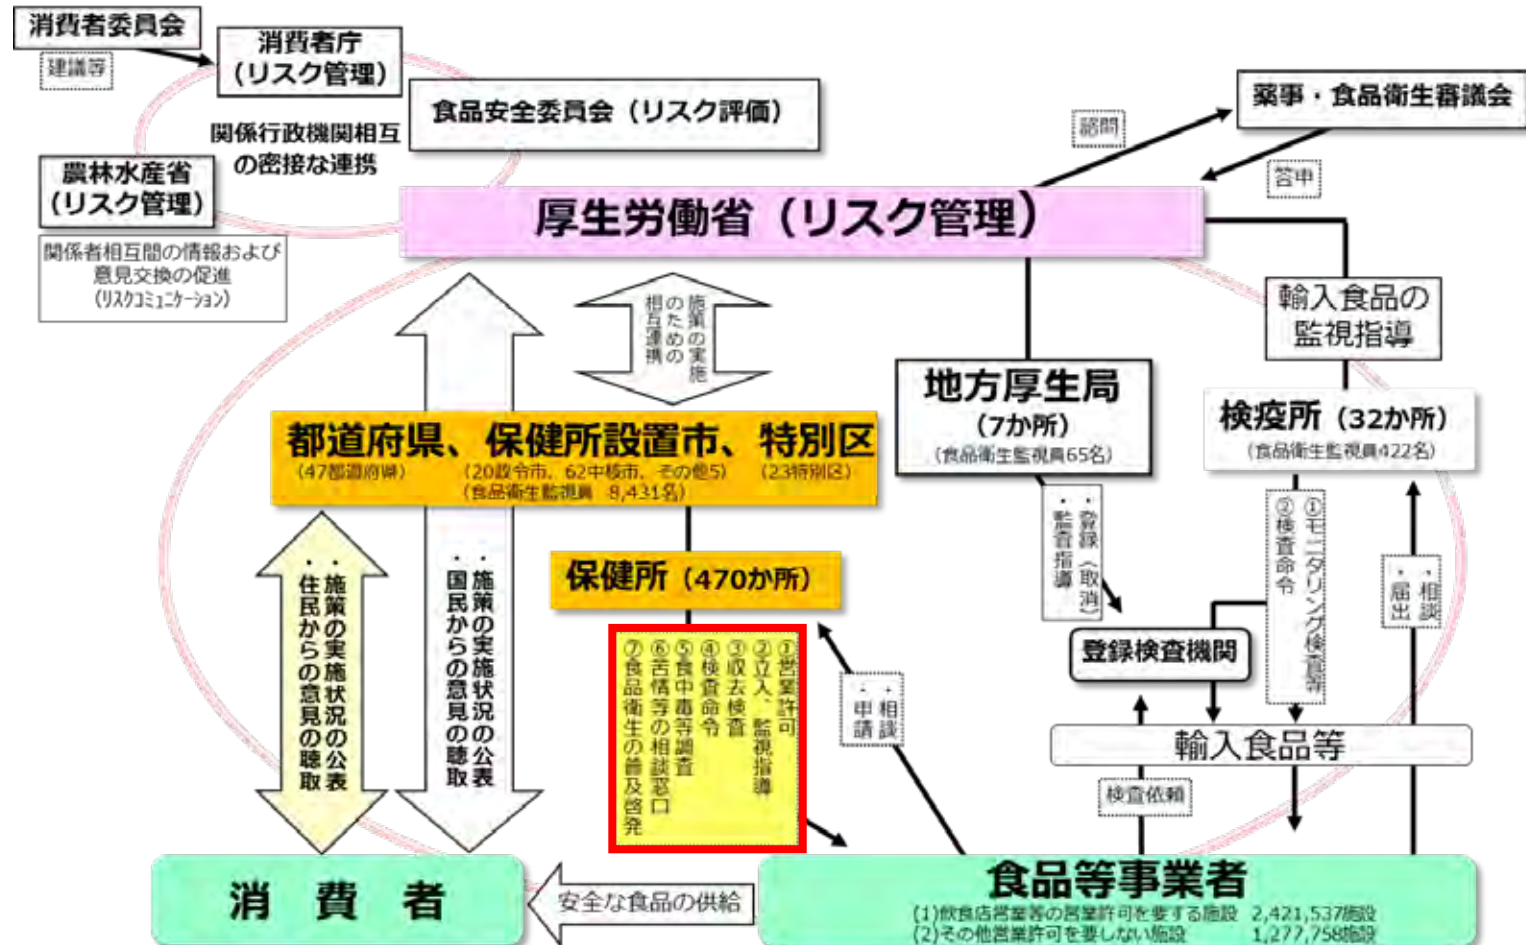 消費者委員会
建議等
消費者庁
（リスク管理）
食品安全委員会（リスク評価）
関係行政機関相互
の密接な連携
農林水産省
（リスク管理）
関係者相互間の情報および
意見交換の促進
（ﾘｽｸｺﾐｭﾆｹｰｼｮﾝ）
薬事・食品衛生審議会
諮問
答申
厚生労働省（リスク管理）
施策の実施
のための
相互連携
輸入食品の
監視指導
地方厚生局
（7か所）
（食品衛生監視員65名）
検疫所（32か所）
（食品衛生監視員422名）
都道府県、保健所設置市、特別区
（47都道府県）　（20政令市、62中核市、その他5）　（23特別区）
（食品衛生監視員　8,431名）
保健所（470か所）
・施策の実施状況の公表
・住民からの意見の聴取
・施策の実施状況の公表
・国民からの意見の聴取
①営業許可
②立入、監視指導
③収去検査
④検査命令
⑤食中毒等調査
⑥苦情等の相談窓口
⑦食品衛生の普及啓発
・相談
・申請
・登録（取消）
・監査指導
①モニタリング検査等
②検査命令
・相談
・届出
登録検査機関
輸入食品等
検査依頼
消費者
安全な食品の供給
食品等事業者
(1)飲食店営業等の営業許可を要する施設　2,421,537施設
(2)その他営業許可を要しない施設　1,277,758施設